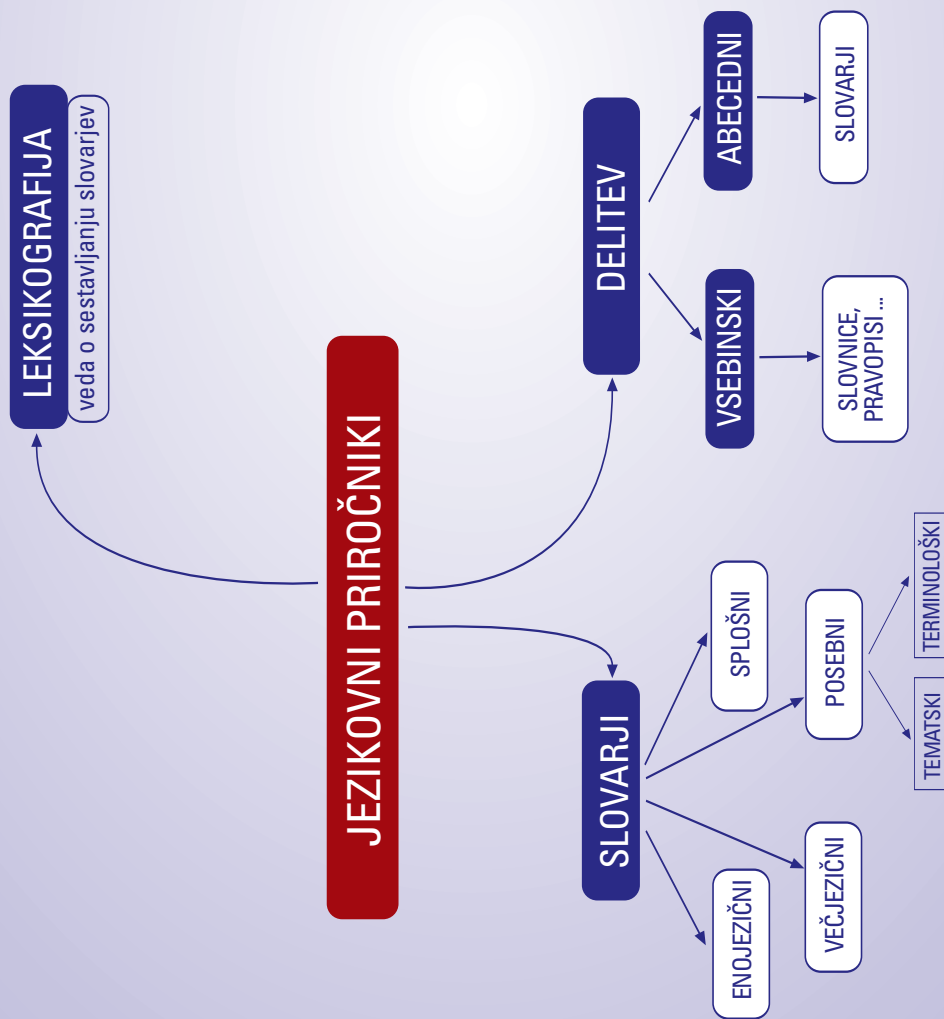 LEKSIKOGRAFIJA
veda o sestavljanju slovarjev
JEZIKOVNI PRIROČNIKI
SLOVARJI
ENOJEZIČNI
VEČJEZIČNI
POSEBNI
SPLOŠNI
TEMATSKI
TERMINOLOŠKI
DELITEV
VSEBINSKI
ABECEDNI
SLOVNICE,
PRAVOPISI ...
SLOVARJI